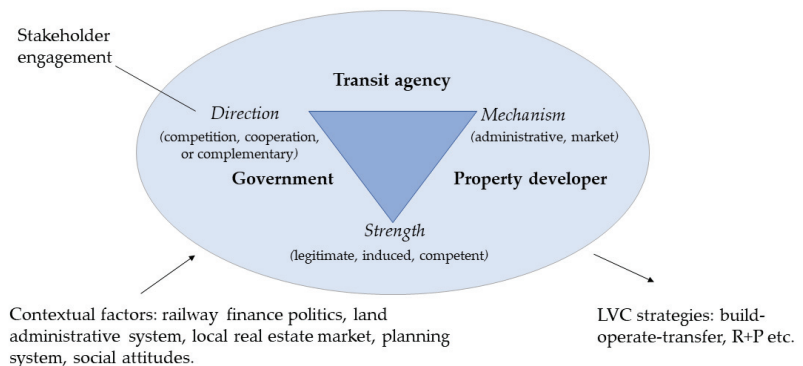 Stakeholder
engagement
Transit agency
Direction
Mechanism
(competition, cooperation,
or complementary)
(administrative, market)
Government
Property developer
Strength
(legitimate, induced, competent)
Contextual factors: railway finance politics, land
administrative system, local real estate market, planning
system, social attitudes.
LVC strategies: build-
operate-transfer, R+P etc.